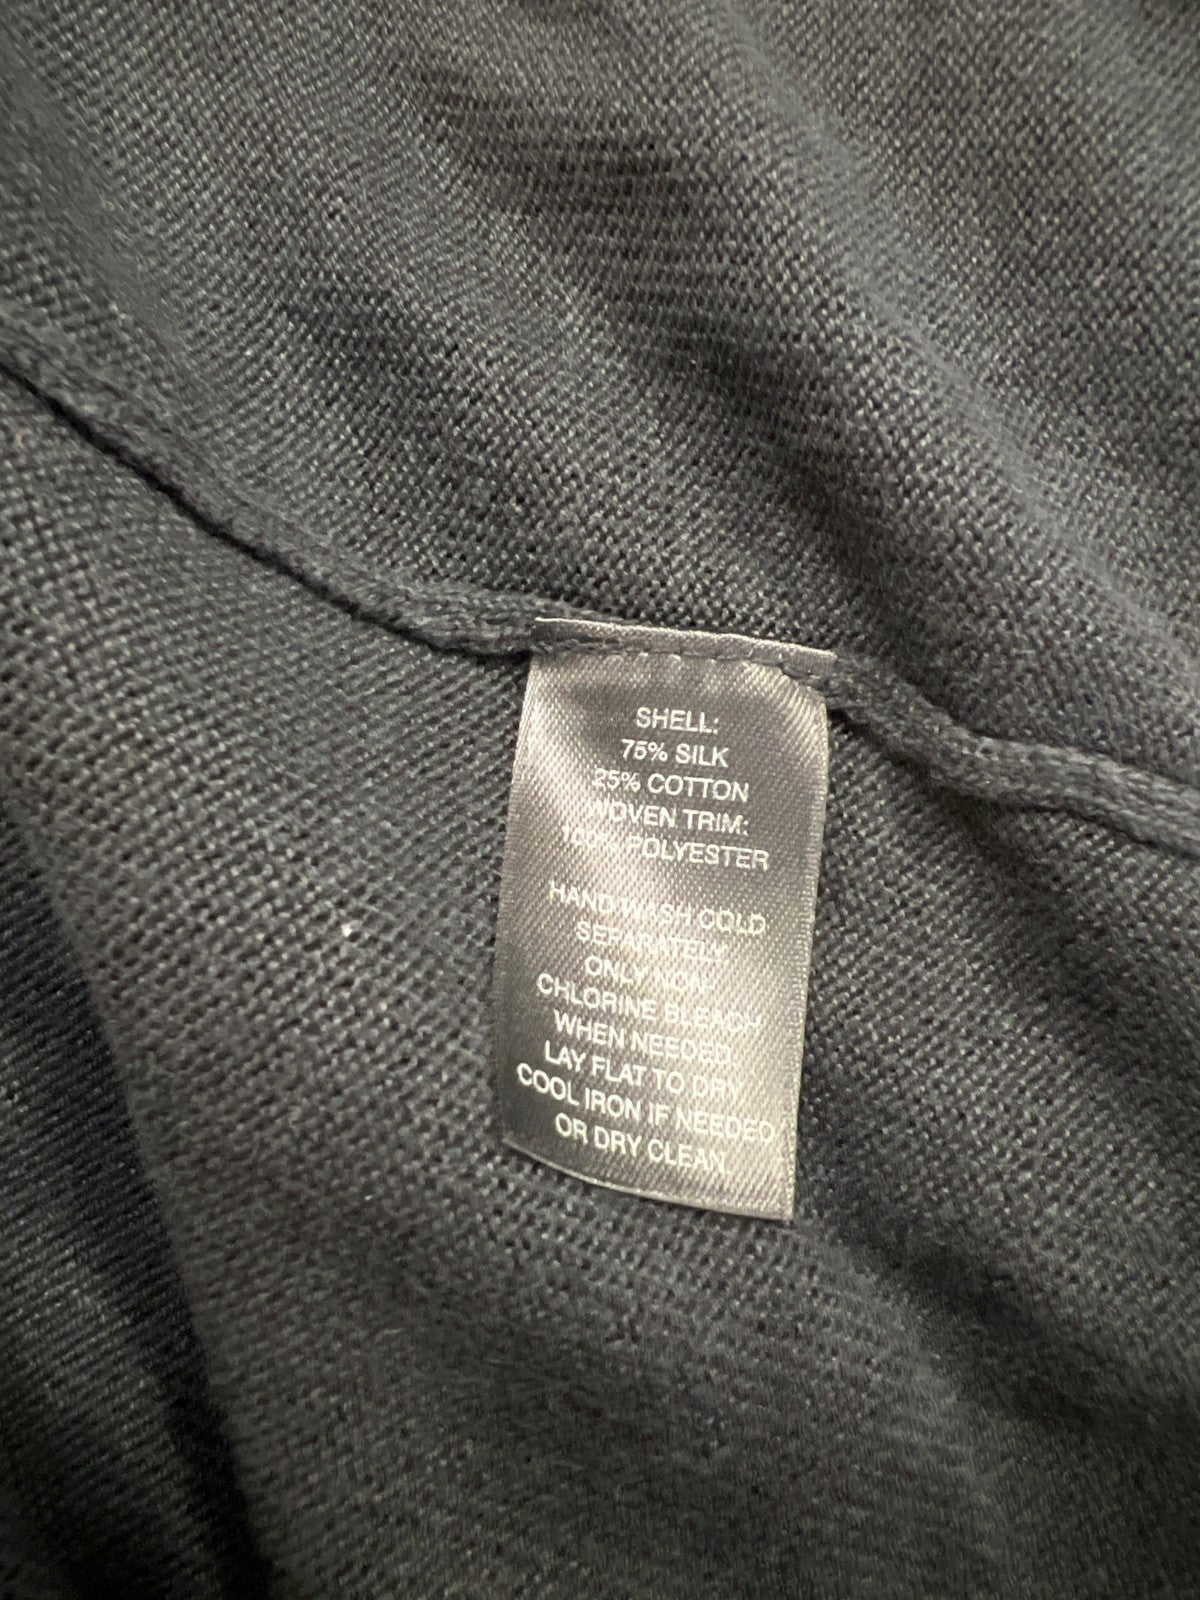 SHELL:
75% SILK
25% COTTON
WOVEN TRIM:
100% POLYESTER
HAND WASH COLD
SEPARATELY
ONLY NON-
CHLORINE BLEACH
WHEN NEEDED,
LAY FLAT TO DRY
COOL IRON IF NEEDED
OR DRY CLEAN.